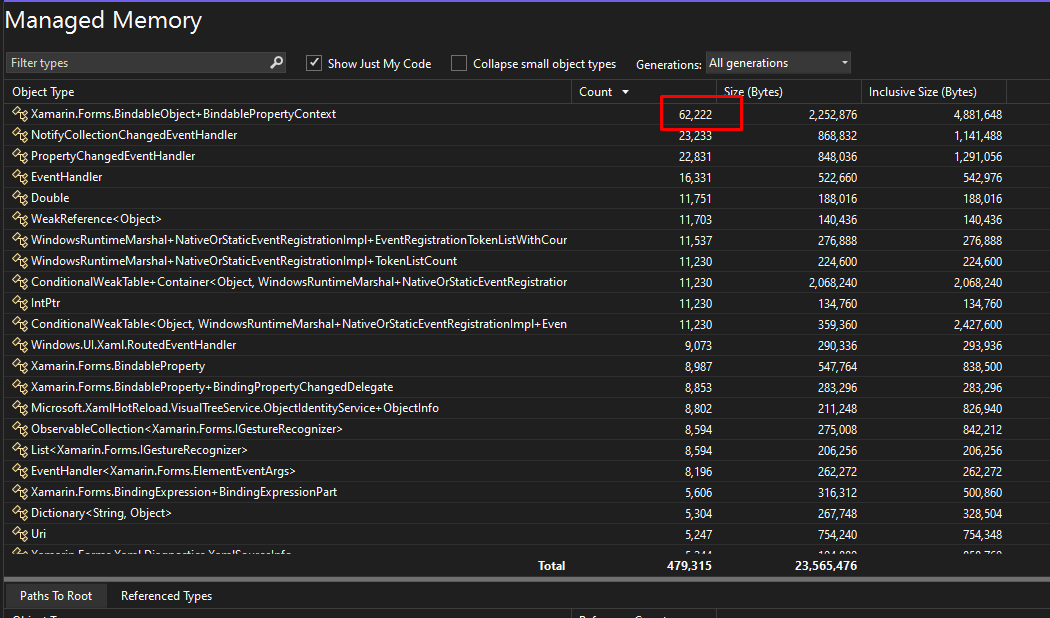 Managed Memory
Filter types Show Just My Code Collapse small object types Generations: All generations
Object Type Count Size (Bytes) Inclusive Size (Bytes)
Xamarin.Forms.BindableObject+BindablePropertyContext 62,222 2,252,876 4,881,648
NotifyCollectionChangedEventHandler 23,233 868,832 1,141,488
PropertyChangedEventHandler 22,831 848,036 1,291,056
EventHandler 16,331 522,660 542,976
Double 11,751 188,016 188,016
WeakReference<Object> 11,703 140,436 140,436
WindowsRuntimeMarshal+NativeOrStaticEventRegistrationImpl+EventRegistrationTokenListWithCour 11,537 276,888 276,888
WindowsRuntimeMarshal+NativeOrStaticEventRegistrationImpl+TokenListCount 11,230 224,600 224,600
ConditionalWeakTable+Container<Object, WindowsRuntimeMarshal+NativeOrStaticEventRegistrationr 11,230 2,068,240 2,068,240
IntPtr 11,230 134,760 134,760
ConditionalWeakTable<Object, WindowsRuntimeMarshal+NativeOrStaticEventRegistrationImpl+Even 11,230 359,360 2,427,600
Windows.UI.Xaml.RoutedEventHandler 9,073 290,336 293,936
Xamarin.Forms.BindableProperty 8,987 547,764 838,500
Xamarin.Forms.BindableProperty+BindingPropertyChangedDelegate 8,853 283,296 283,296
Microsoft.XamlHotReload.VisualTreeService.ObjectIdentityService+ObjectInfo 8,802 211,248 826,940
ObservableCollection<Xamarin.Forms.IGestureRecognizer> 8,594 275,008 842,212
List<Xamarin.Forms.IGestureRecognizer> 8,594 206,256 206,256
EventHandler<Xamarin.Forms.ElementEventArgs> 8,196 262,272 262,272
Xamarin.Forms.BindingExpression+BindingExpressionPart 5,606 316,312 500,860
Dictionary<String, Object> 5,304 267,748 328,504
Uri 5,247 754,240 754,348
Xamarin.Forms.Xaml.Diagnostics.XamlSourceInfo
Total 479,315 23,565,476
Paths To Root Referenced Types